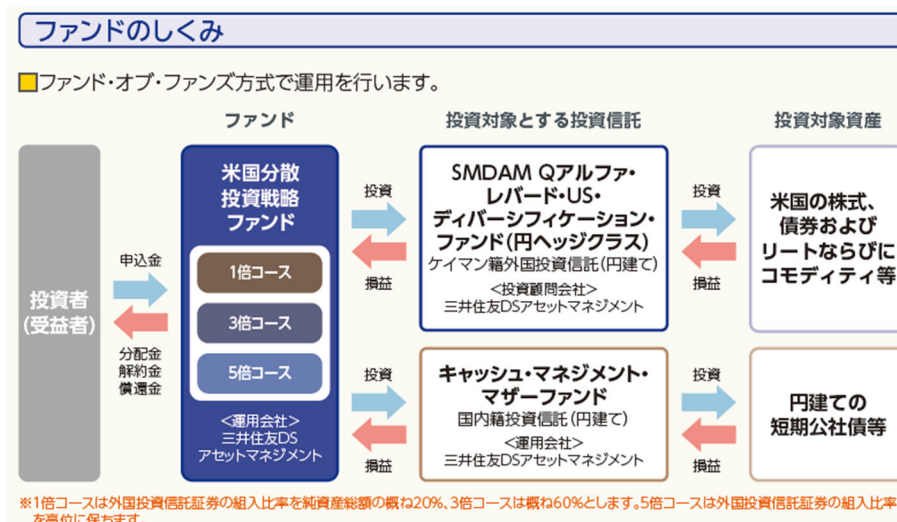 ファンドのしくみ
■ファンド・オブ・ファンズ方式で運用を行います。
ファンド
投資対象とする投資信託
投資対象資産
投資者
(受益者)
申込金
分配金
解約金
償還金
米国分散
投資戦略
ファンド
1倍コース
3倍コース
5倍コース
<運用会社>
三井住友DS
アセットマネジメント
投資
損益
SMDAM Qアルファ・
レバード・US・
ディバーシフィケーション・
ファンド(円ヘッジクラス)
ケイマン籍外国投資信託(円建て)
<投資顧問会社>
三井住友DSアセットマネジメント
投資
損益
米国の株式、
債券および
リートならびに
コモディティ等
投資
損益
キャッシュ・マネジメント・
マザーファンド
国内籍投資信託(円建て)
<運用会社>
三井住友DSアセットマネジメント
投資
損益
円建ての
短期公社債等
※1倍コースは外国投資信託証券の組入比率を純資産総額の概ね20%、3倍コースは概ね60%とします。5倍コースは外国投資信託証券の組入比率
を高位に保ちます。